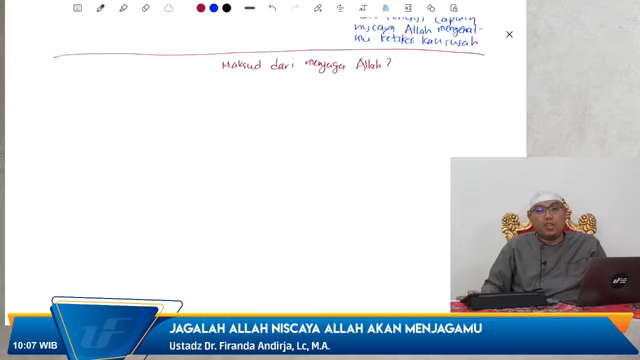 niscaya Allah mengenal-
mu ketika kau susah
Maksud dari menjaga Allah?
JAGALAH ALLAH NISCAYA ALLAH AKAN MENJAGAMU
10:07 WIB
Ustadz Dr. Firanda Andirja, Lc, M.A.